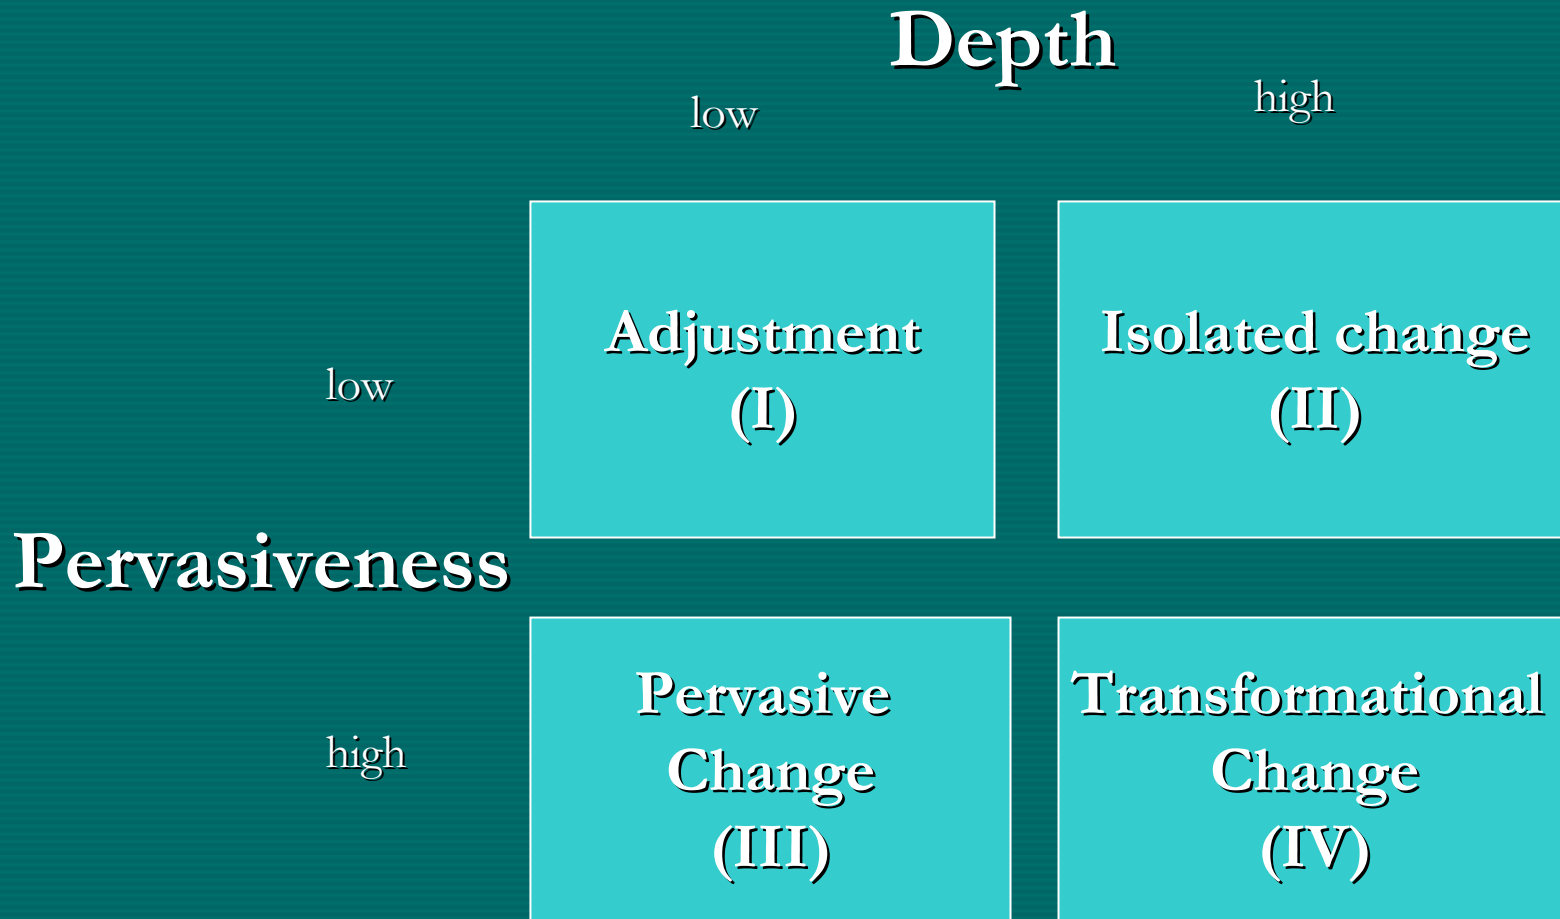 Depth
low
high
Adjustment
(I)
Isolated change
(II)
low
Pervasiveness
Pervasive
Change
(III)
Transformational
Change
(IV)
high